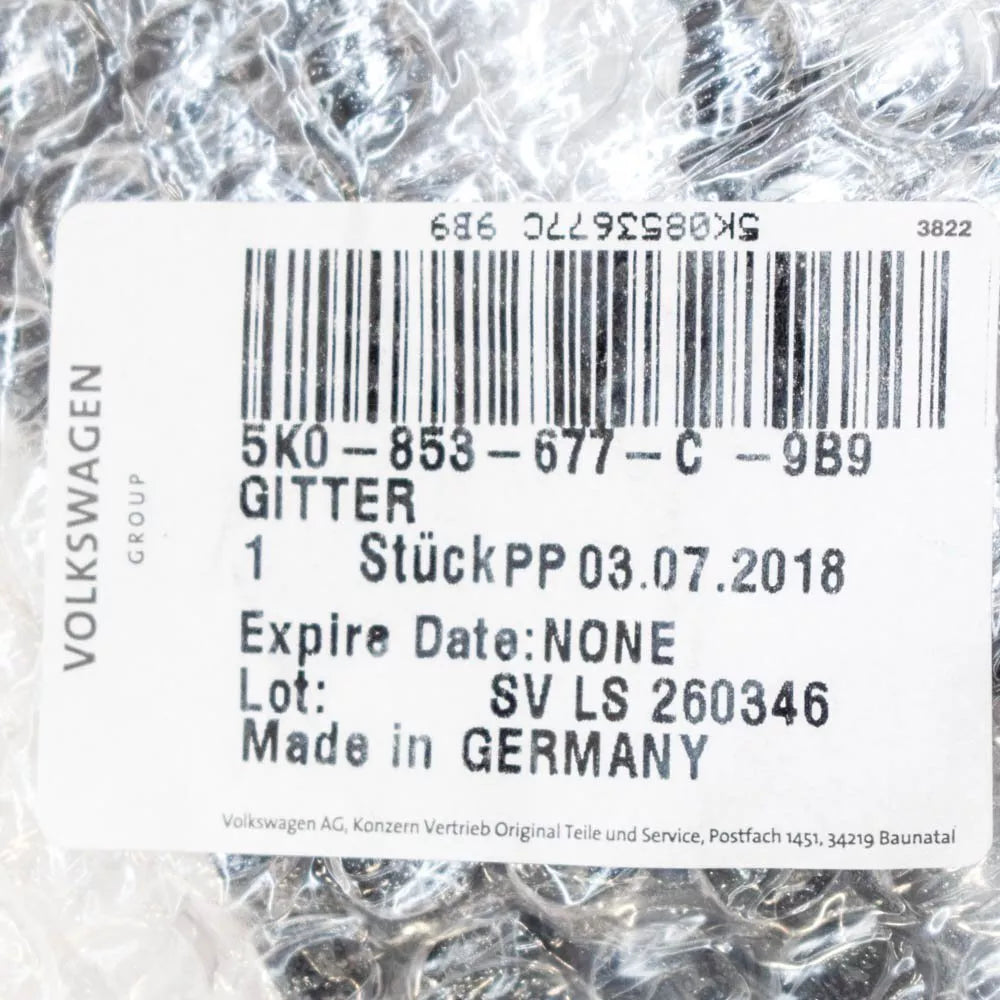 5K0853677C 9B9
3822
VOLKSWAGEN
GROUP
5K0-853-677-C -9B9
GITTER
1 Stück PP 03.07.2018
Expire Date:NONE
Lot: SV LS 260346
Made in GERMANY
Volkswagen AG, Konzern Vertrieb Original Teile und Service, Postfach 1451, 34219 Baunatal